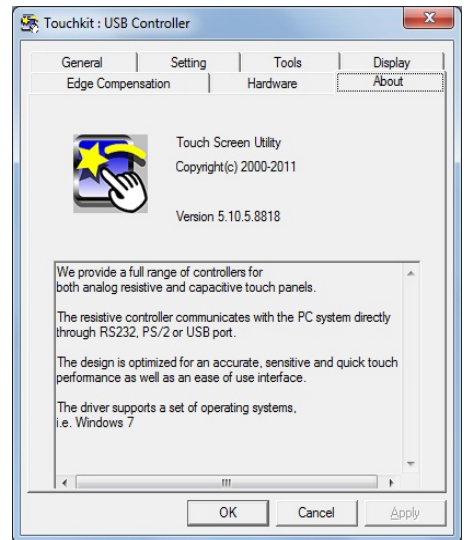 Touchkit : USB Controller
General
Setting
Tools
Display
Edge Compensation
Hardware
About
Touch Screen Utility
Copyright(c) 2000-2011
Version 5.10.5.8818
We provide a full range of controllers for
both analog resistive and capacitive touch panels.
The resistive controller communicates with the PC system directly
through RS232, PS/2 or USB port.
The design is optimized for an accurate, sensitive and quick touch
performance as well as an ease of use interface.
The driver supports a set of operating systems,
i.e. Windows 7
OK
Cancel
Apply